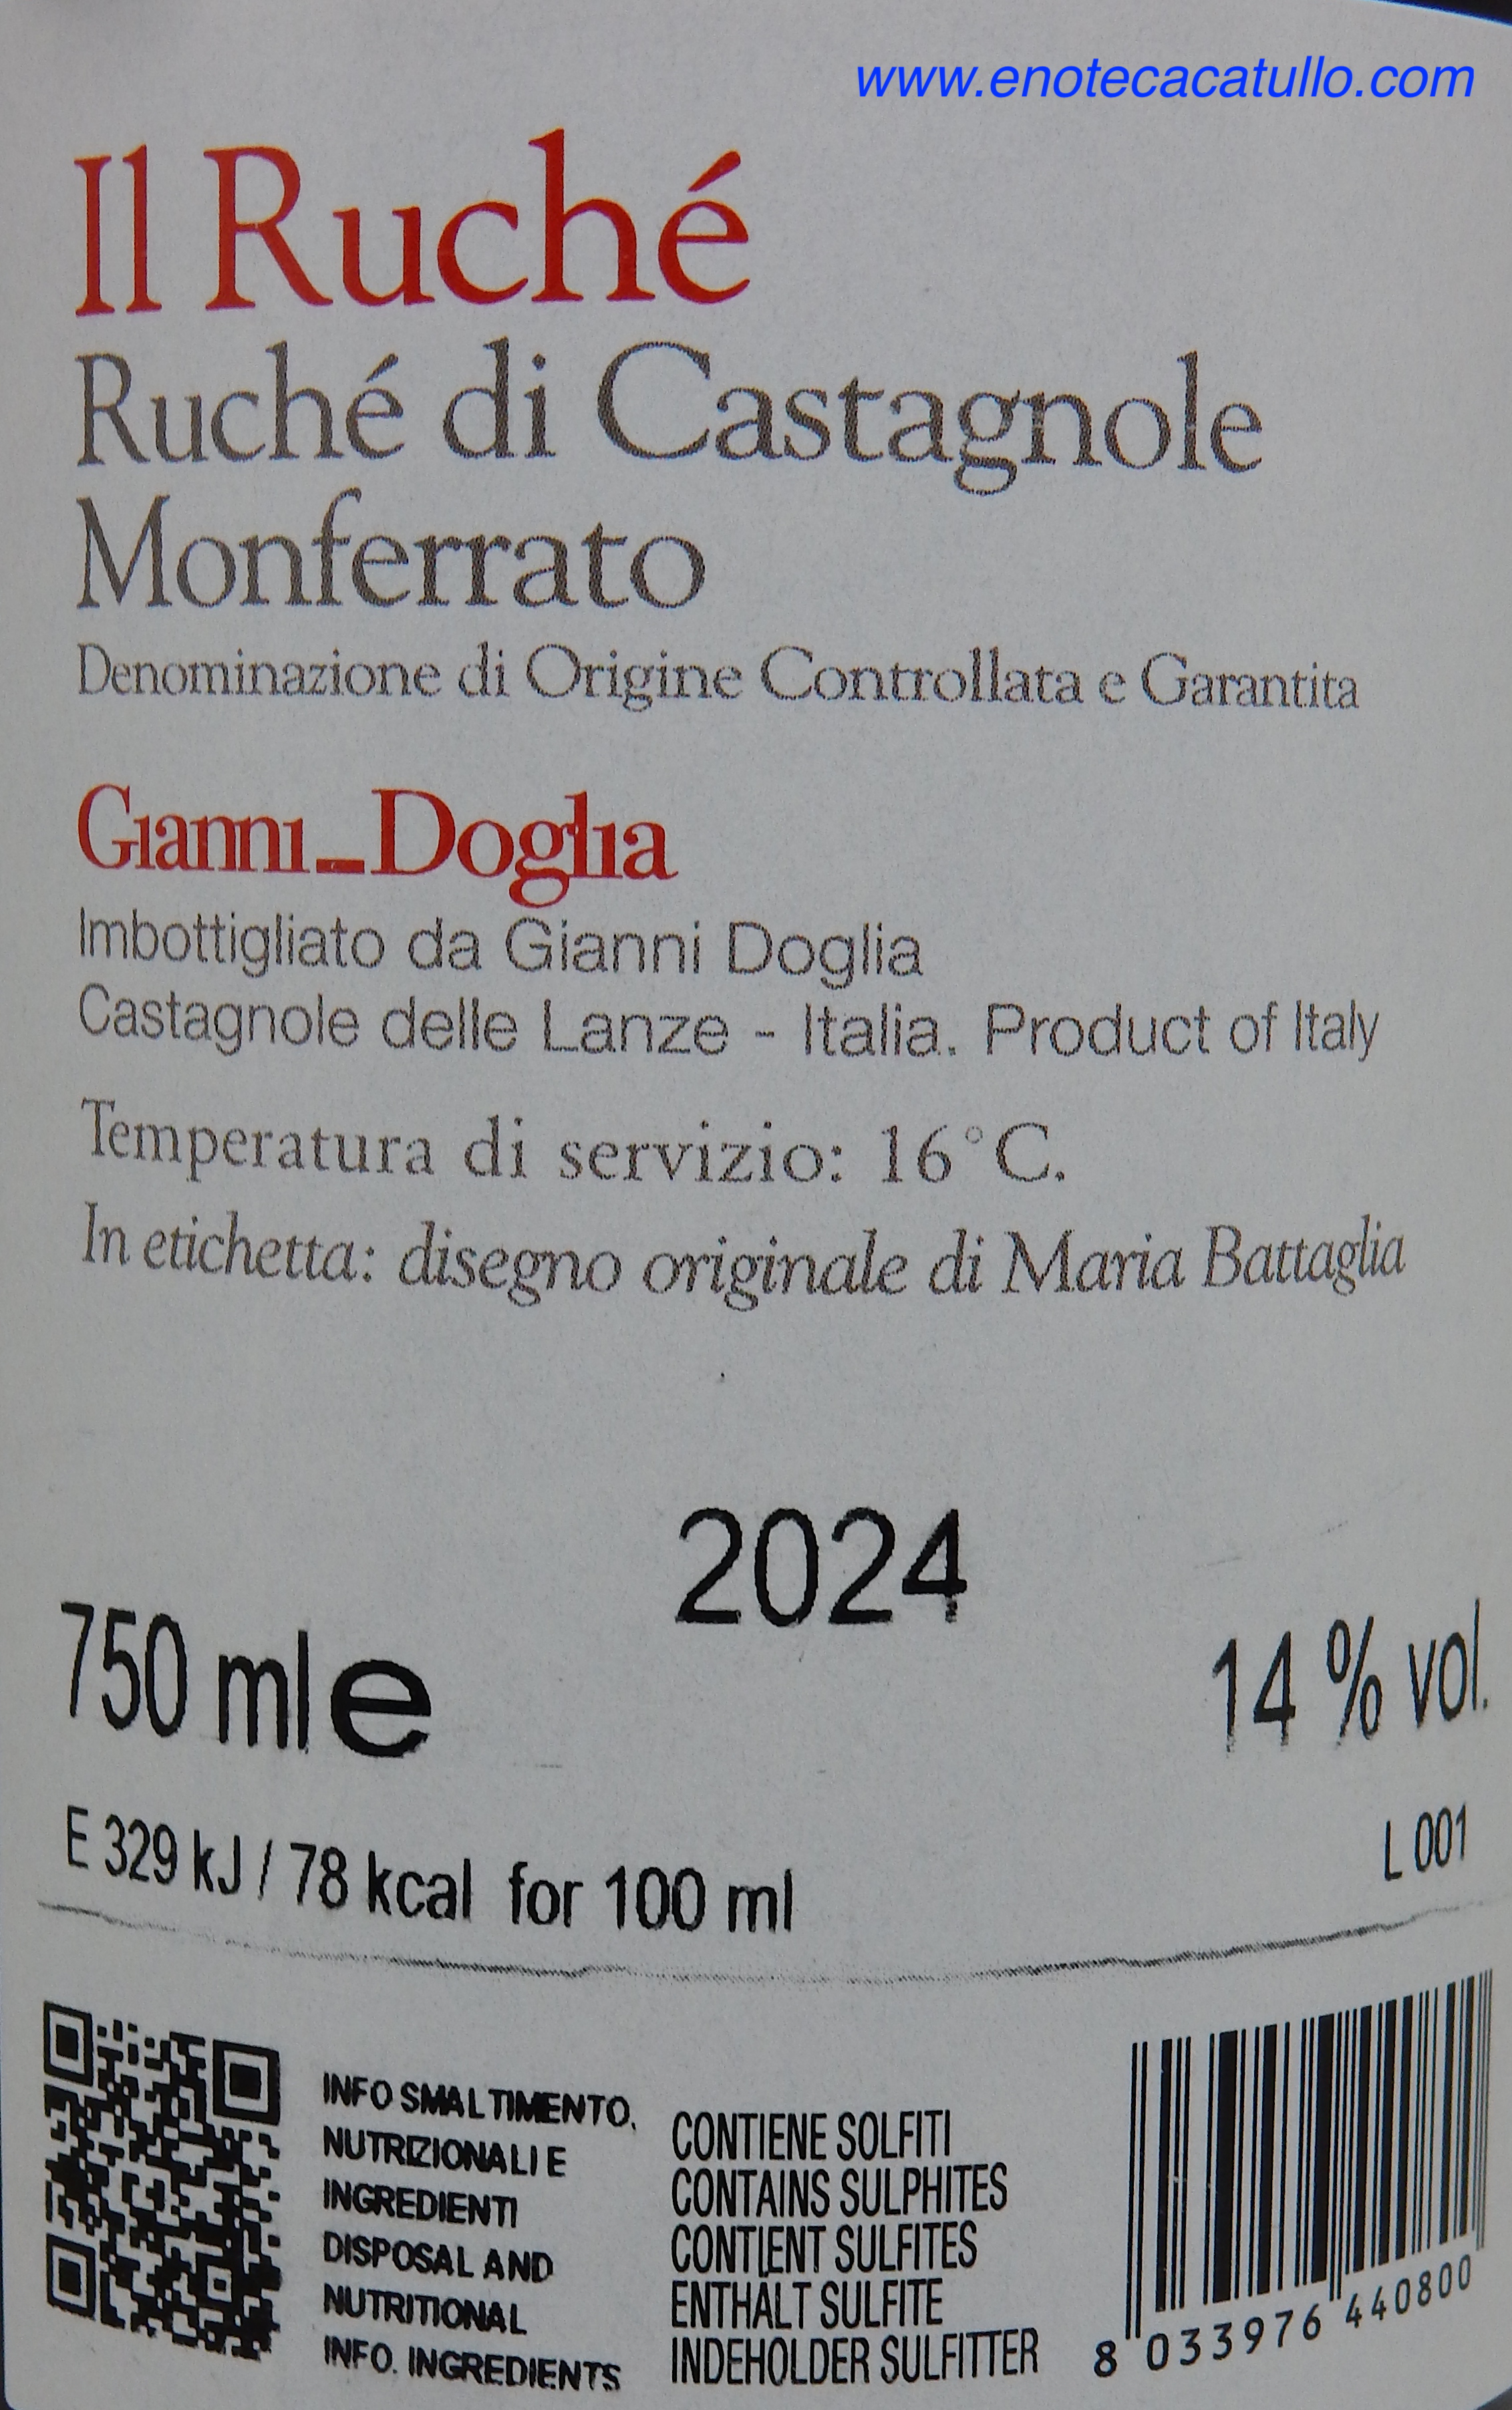 www.enotecacatullo.com
Il Ruché
Ruché di Castagnole
Monferrato
Denominazione di Origine Controllata e Garantita
Gianni_Doglia
Imbottigliato da Gianni Doglia
Castagnole delle Lanze - Italia. Product of Italy
Temperatura di servizio: 16°C.
In etichetta: disegno originale di Maria Battaglia
2024
750 ml e
14 % vol.
E 329 kJ / 78 kcal for 100 ml
L 001
INFO SMALTIMENTO,
NUTRIZIONALI E
INGREDIENTI
DISPOSAL AND
NUTRITIONAL
INFO. INGREDIENTS
CONTIENE SOLFITI
CONTAINS SULPHITES
CONTIENT SULFITES
ENTHÄLT SULFITE
INDEHOLDER SULFITTER
8 033976 440800